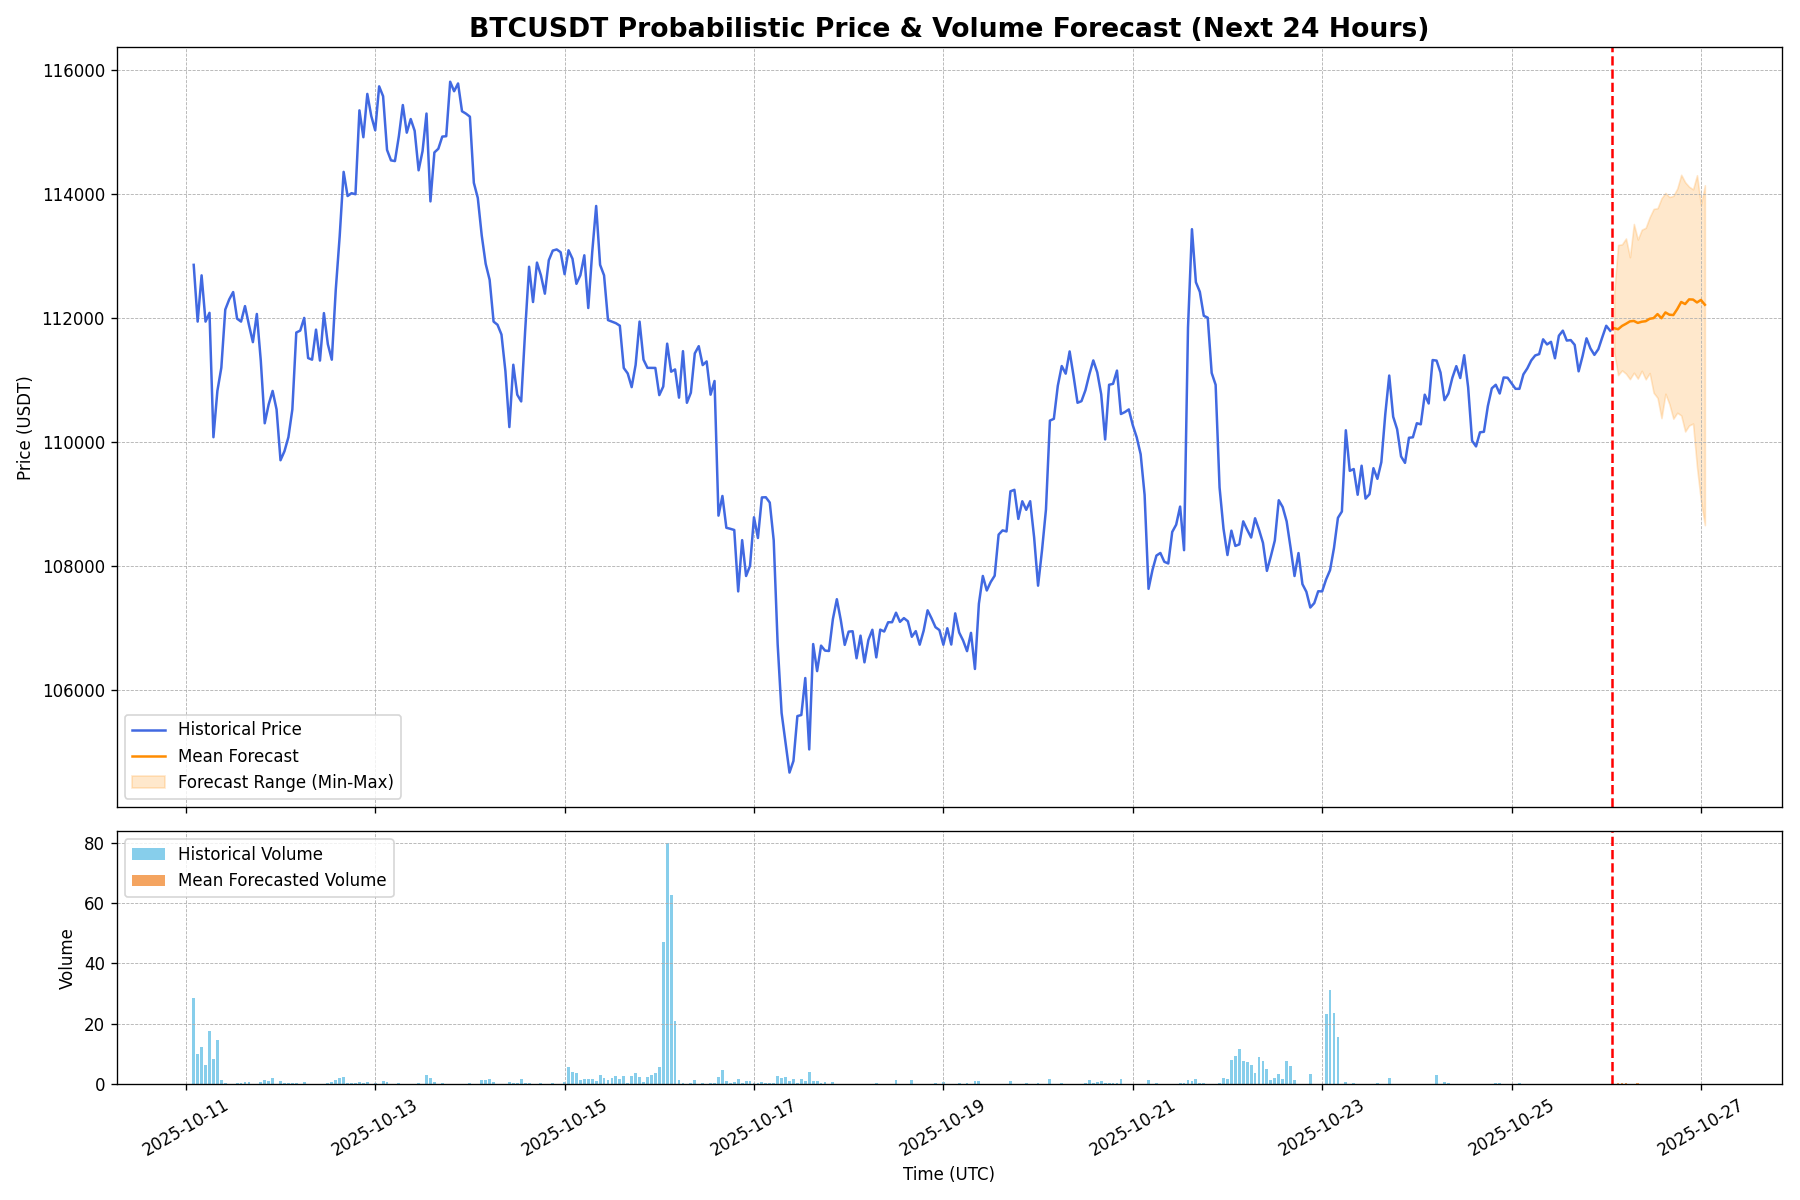 BTCUSDT Probabilistic Price & Volume Forecast (Next 24 Hours)
116000
114000
112000
110000
108000
106000
Price (USDT)
Historical Price
Mean Forecast
Forecast Range (Min-Max)
80
60
40
20
0
Volume
Historical Volume
Mean Forecasted Volume
2025-10-11
2025-10-13
2025-10-15
2025-10-17
2025-10-19
2025-10-21
2025-10-23
2025-10-25
2025-10-27
Time (UTC)